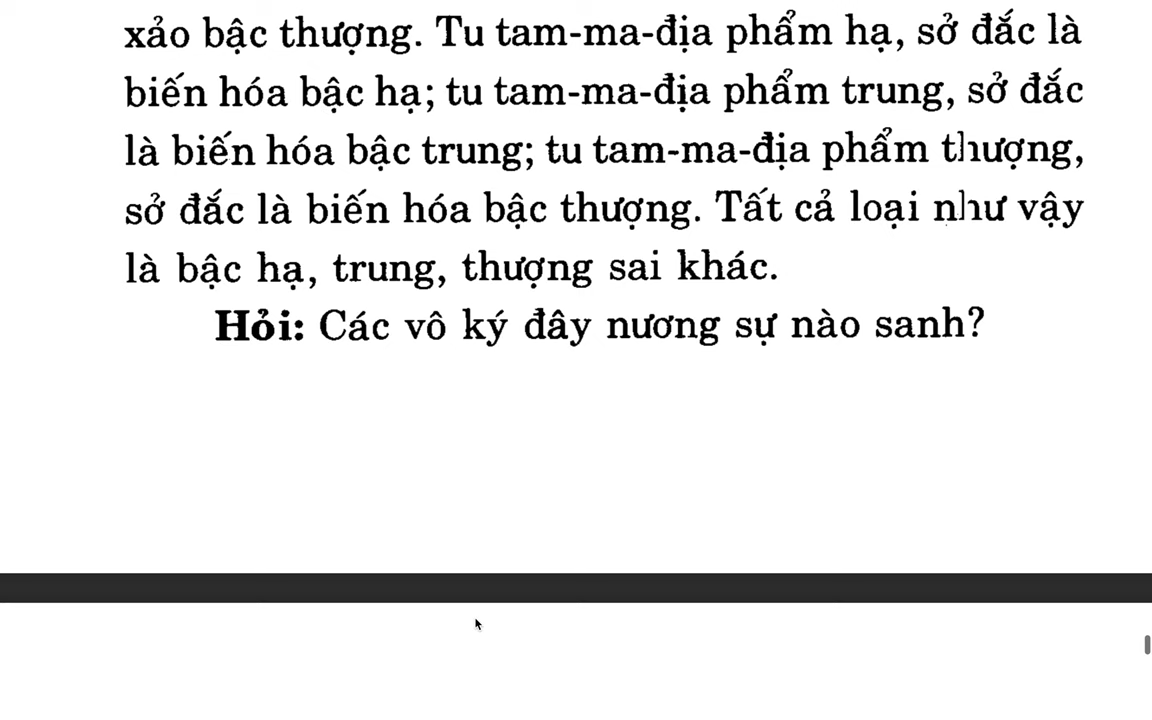 xảo bậc thượng. Tu tam-ma-địa phẩm hạ, sở đắc là
biến hóa bậc hạ; tu tam-ma-địa phẩm trung, sở đắc
là biến hóa bậc trung; tu tam-ma-địa phẩm thượng,
sở đắc là biến hóa bậc thượng. Tất cả loại như vậy
là bậc hạ, trung, thượng sai khác.
Hỏi: Các vô ký đây nương sự nào sanh?